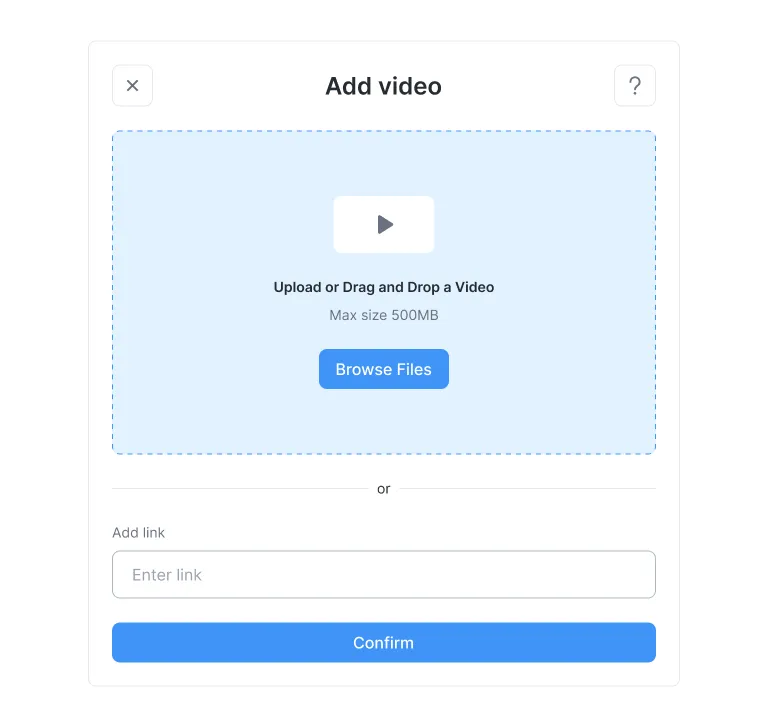 Add video
?
Upload or Drag and Drop a Video
Max size 500MB
Browse Files
or
Add link
Enter link
Confirm